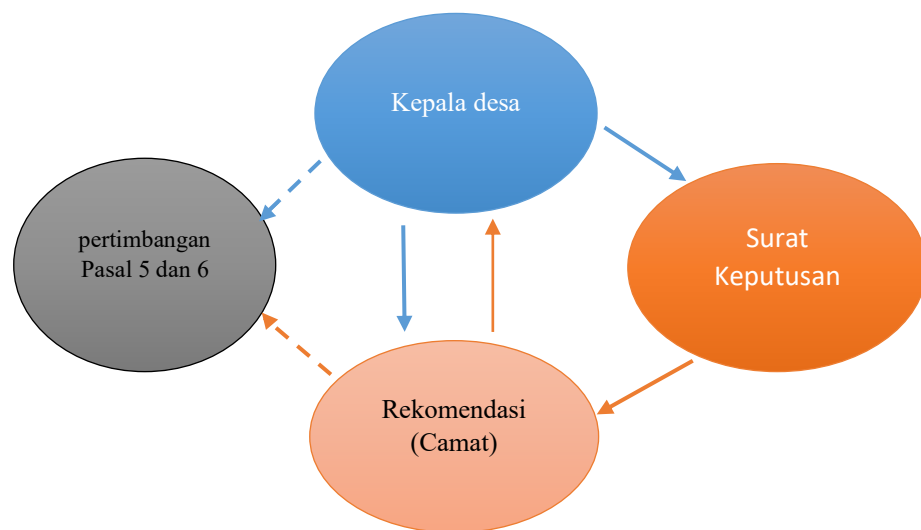 Kepala desa
pertimbangan
Pasal 5 dan 6
Surat
Keputusan
Rekomendasi
(Camat)